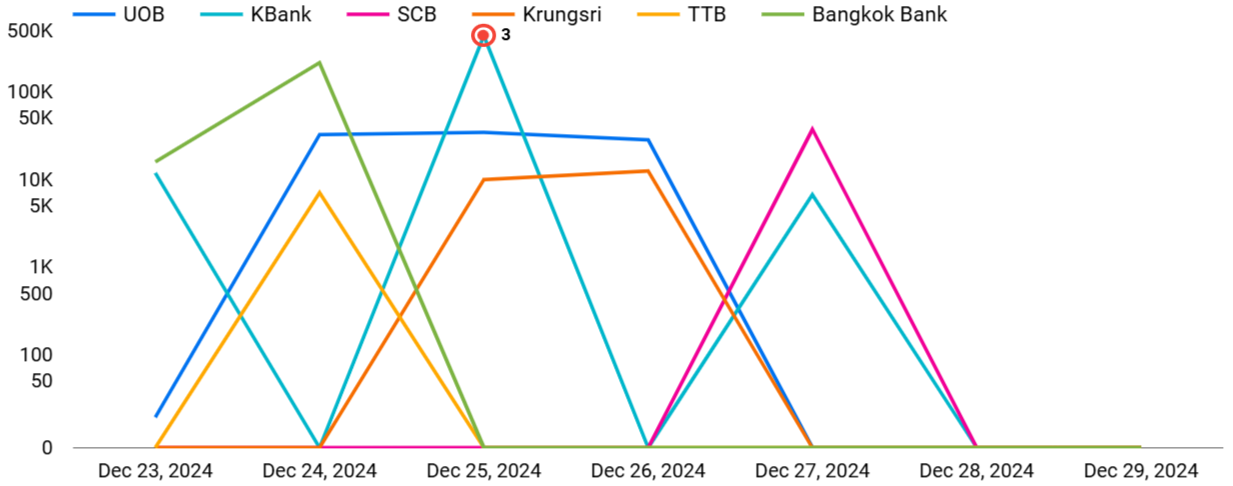 UOB KBank SCB Krungsri TTB Bangkok Bank
500K
3
100K
50K
10K
5K
1K
500
100
50
0
Dec 23, 2024 Dec 24, 2024 Dec 25, 2024 Dec 26, 2024 Dec 27, 2024 Dec 28, 2024 Dec 29, 2024